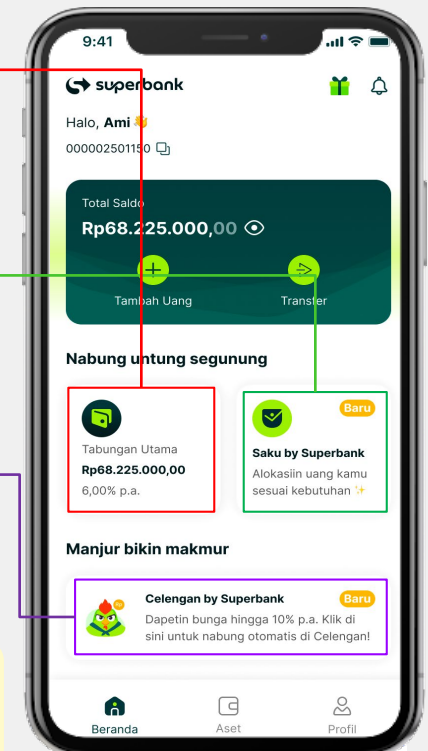 9:41
superbank
Halo, Ami 👋
000002501150
Total Saldo
Rp68.225.000,00
Tambah Uang
Transfer
Nabung untung segunung
Baru
Tabungan Utama
Rp68.225.000,00
6,00% p.a.
Saku by Superbank
Alokasiin uang kamu
sesuai kebutuhan ✨
Manjur bikin makmur
Celengan by Superbank
Baru
Dapetin bunga hingga 10% p.a. Klik di
sini untuk nabung otomatis di Celengan!
Beranda
Aset
Profil